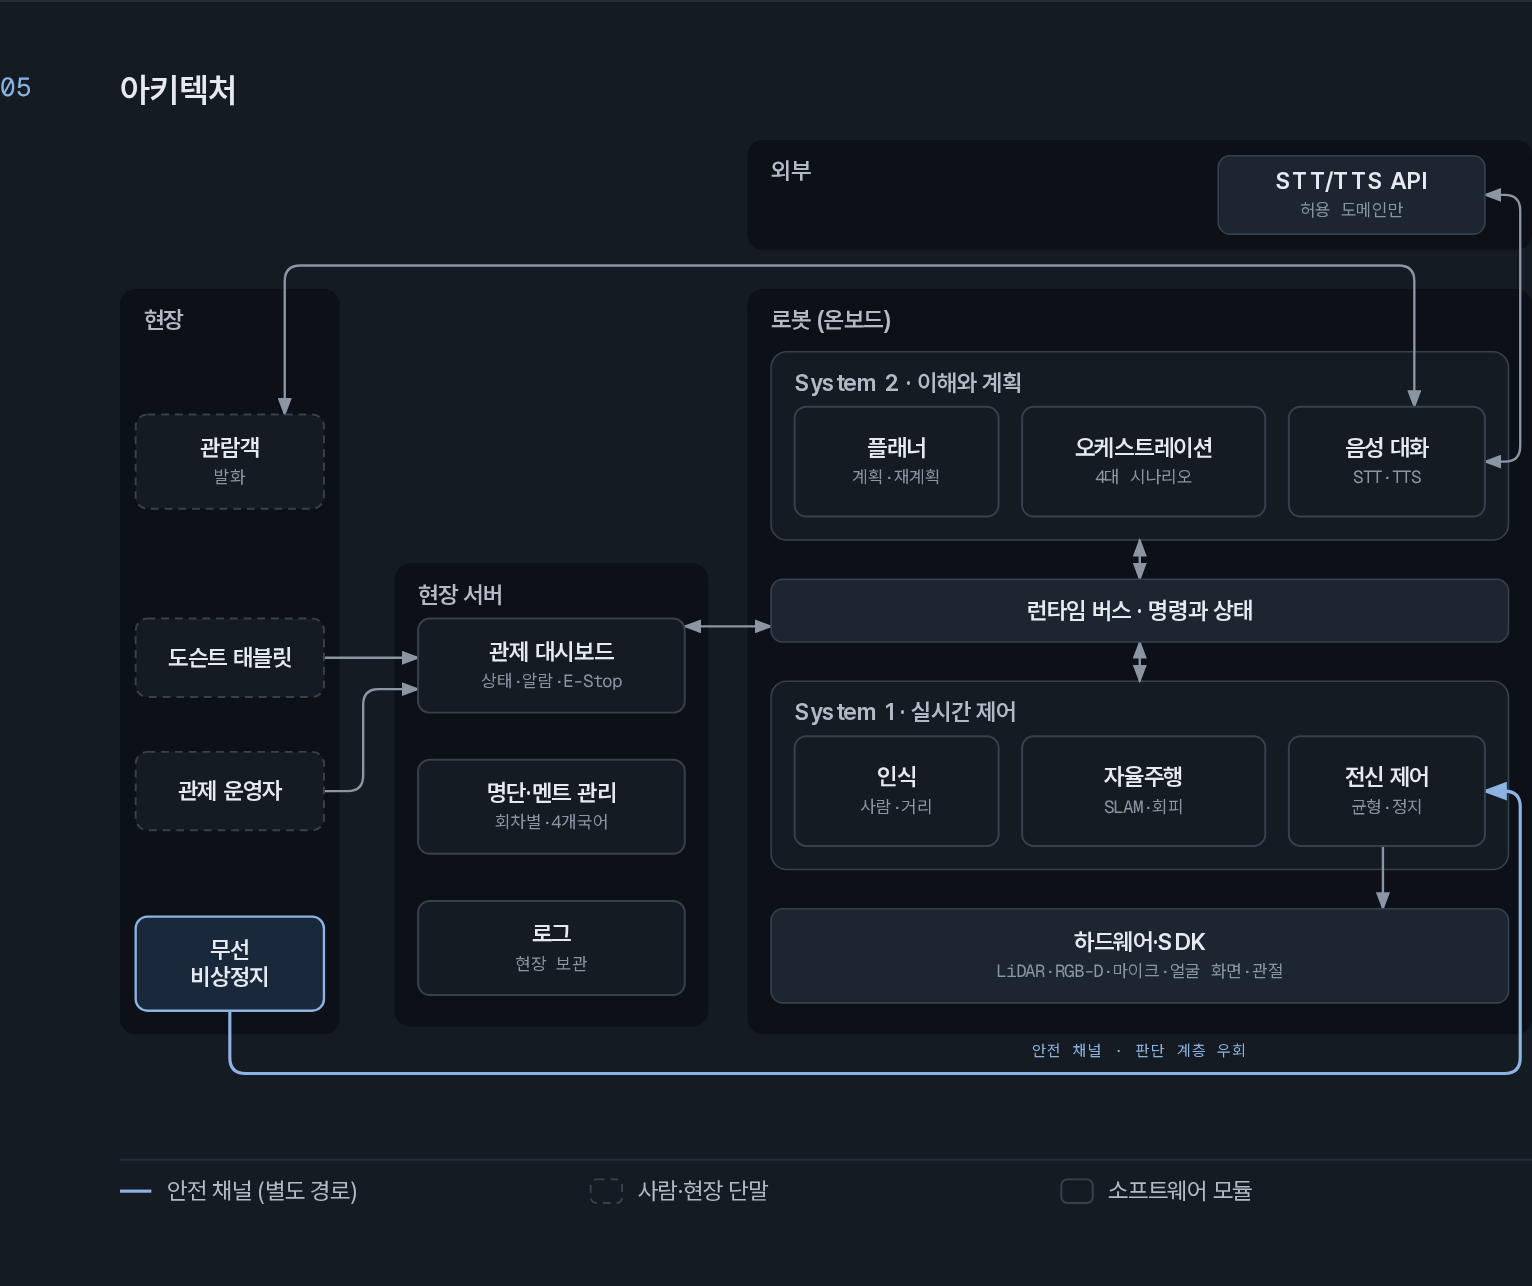 05
아키텍처
외부
STT/TTS API
허용 도메인만
현장
관람객
발화
도슨트 태블릿
관제 운영자
무선
비상정지
현장 서버
관제 대시보드
상태·알람·E-Stop
명단·멘트 관리
회차별·4개국어
로그
현장 보관
로봇 (온보드)
System 2 · 이해와 계획
플래너
계획·재계획
오케스트레이션
4대 시나리오
음성 대화
STT·TTS
런타임 버스 · 명령과 상태
System 1 · 실시간 제어
인식
사람·거리
자율주행
SLAM·회피
전신 제어
균형·정지
하드웨어·SDK
LiDAR·RGB-D·마이크·얼굴 화면·관절
안전 채널 · 판단 계층 우회
안전 채널 (별도 경로)
사람·현장 단말
소프트웨어 모듈